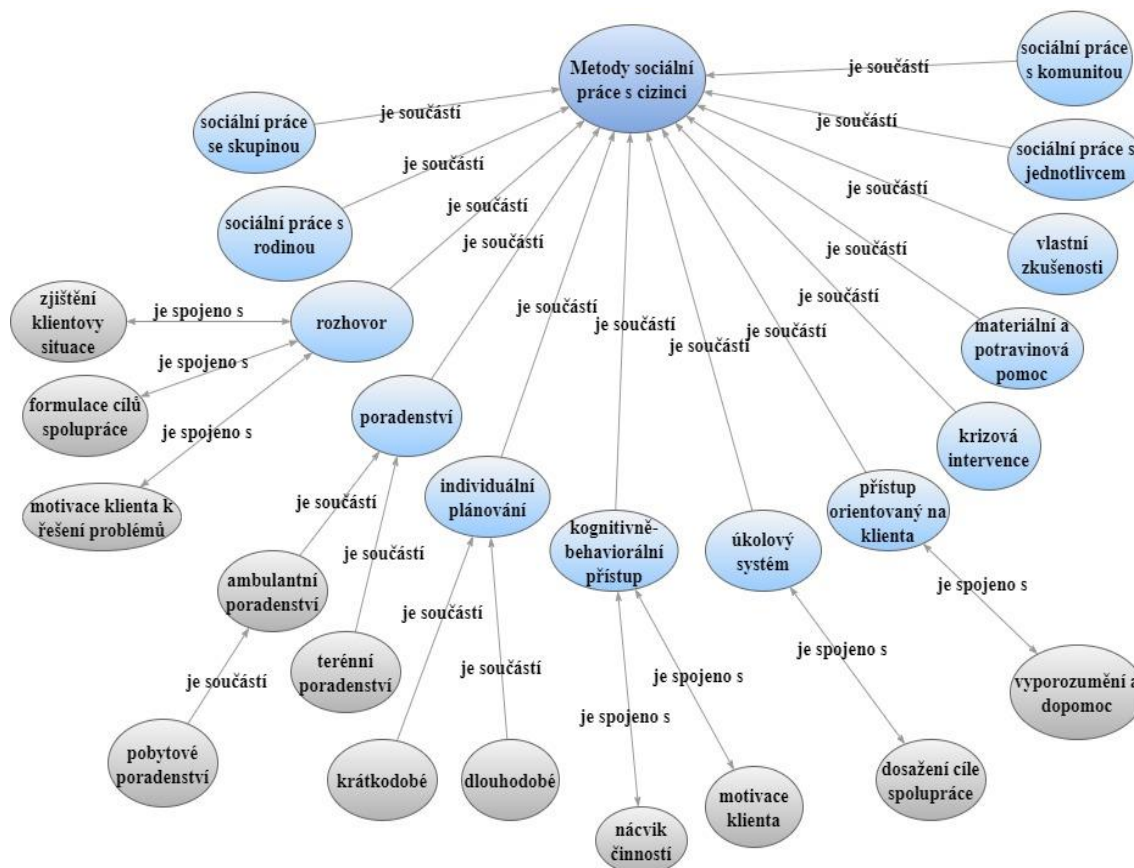 Metody sociální
práce s cizinci
sociální práce
s komunitou
je součástí
sociální práce
se skupinou
je součástí
sociální práce s
jednotlivcem
je součástí
sociální práce s
rodinou
je součástí
vlastní
zkušenosti
je součástí
rozhovor
je součástí
zjištění
klientovy
situace
je spojeno s
formulace cílů
spolupráce
je spojeno s
motivace klienta k
řešení problémů
je spojeno s
materiální a
potravinová
pomoc
je součástí
poradenství
je součástí
krizová
intervence
je součástí
individuální
plánování
je součástí
kognitivně-
behaviorální
přístup
je součástí
úkolový
systém
je součástí
přístup
orientovaný na
klienta
je součástí
ambulantní
poradenství
je součástí
terénní
poradenství
je součástí
pobytové
poradenství
je součástí
krátkodobé
je součástí
dlouhodobé
je součástí
nácvik
činností
je spojeno s
motivace
klienta
je spojeno s
dosažení cíle
spolupráce
je spojeno s
vyporozumění a
dopomoc
je spojeno s